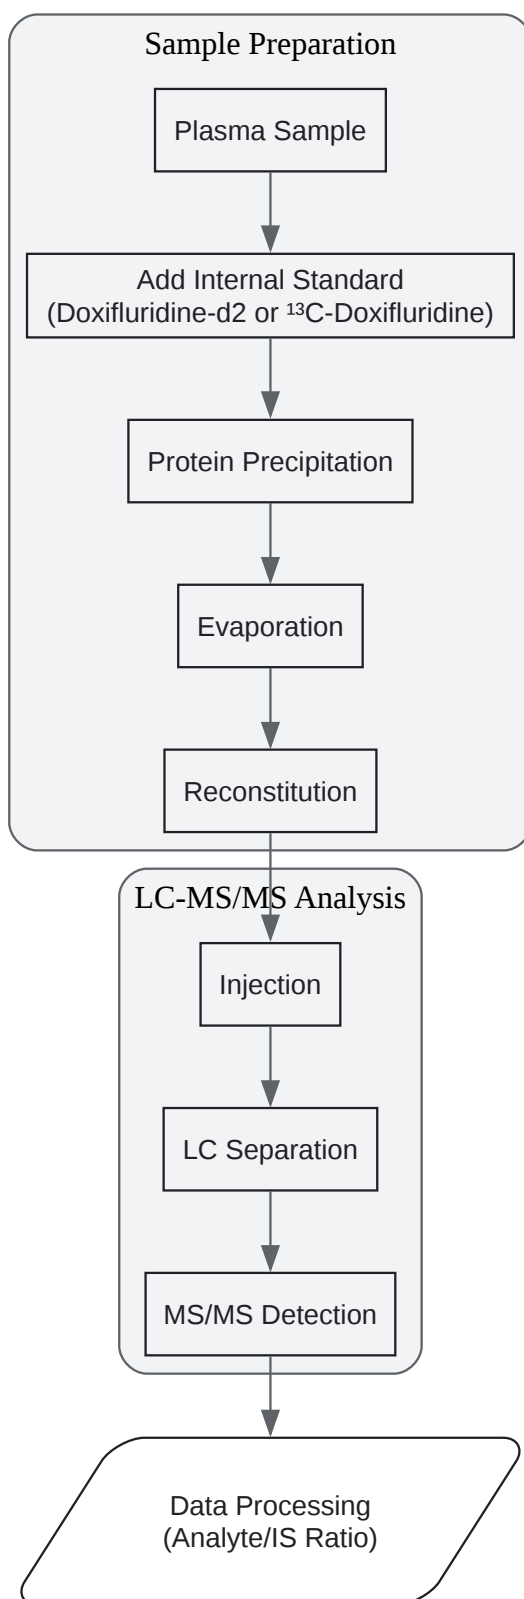 Sample Preparation
Plasma Sample
Add Internal Standard
(Doxifluridine-d2 or ¹³C-Doxifluridine)
Protein Precipitation
Evaporation
Reconstitution
LC-MS/MS Analysis
Injection
LC Separation
MS/MS Detection
Data Processing
(Analyte/IS Ratio)